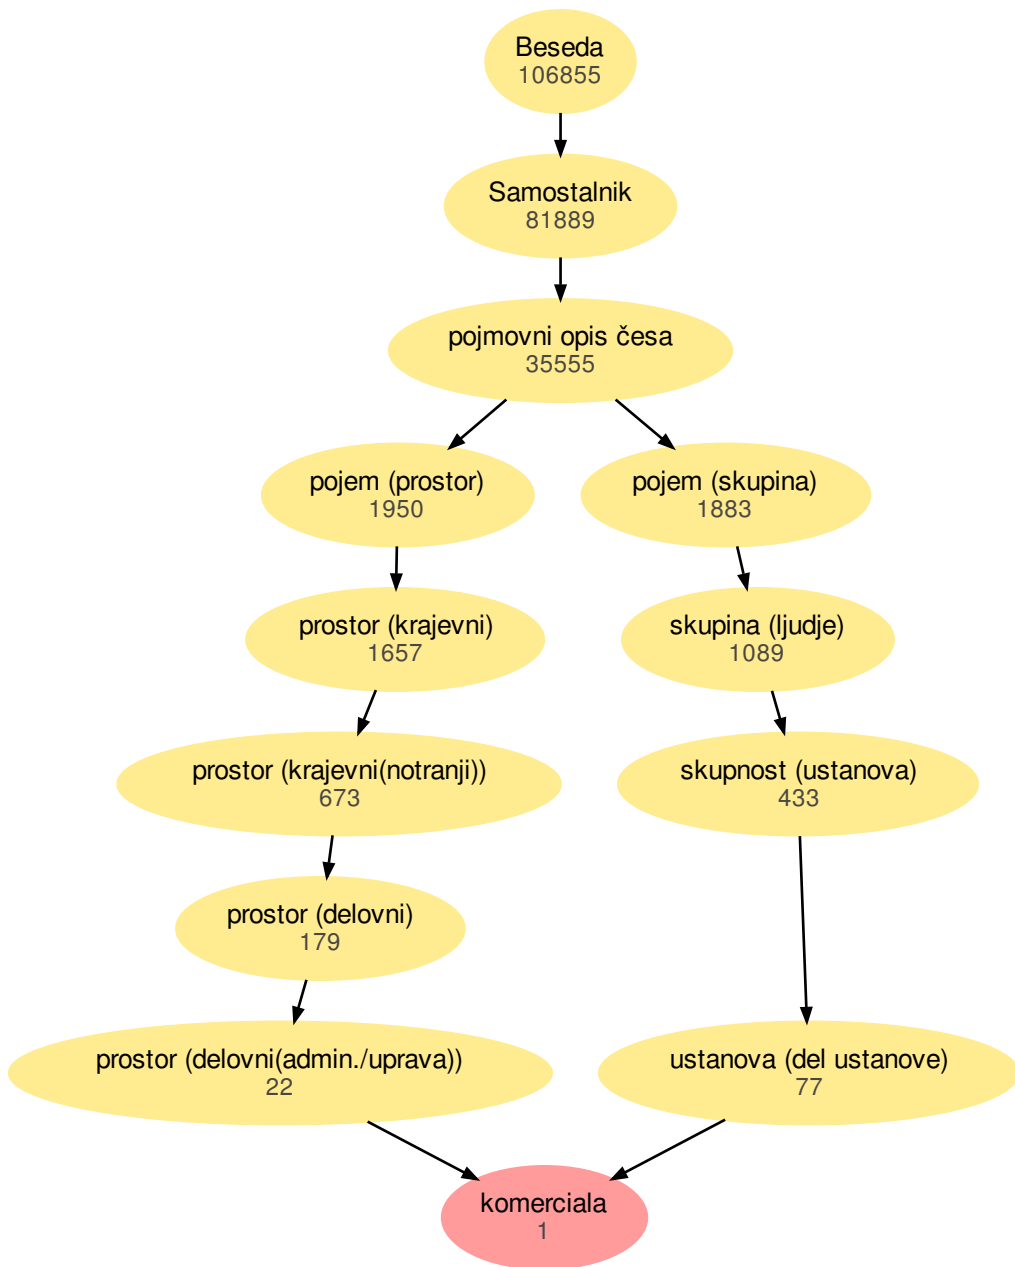 Beseda
106855
Samostalnik
81889
pojmovni opis česa
35555
pojem (prostor)
1950
pojem (skupina)
1883
prostor (krajevni)
1657
skupina (ljudje)
1089
prostor (krajevni(notranji))
673
skupnost (ustanova)
433
prostor (delovni)
179
prostor (delovni(admin./uprava))
22
ustanova (del ustanove)
77
komerciala
1